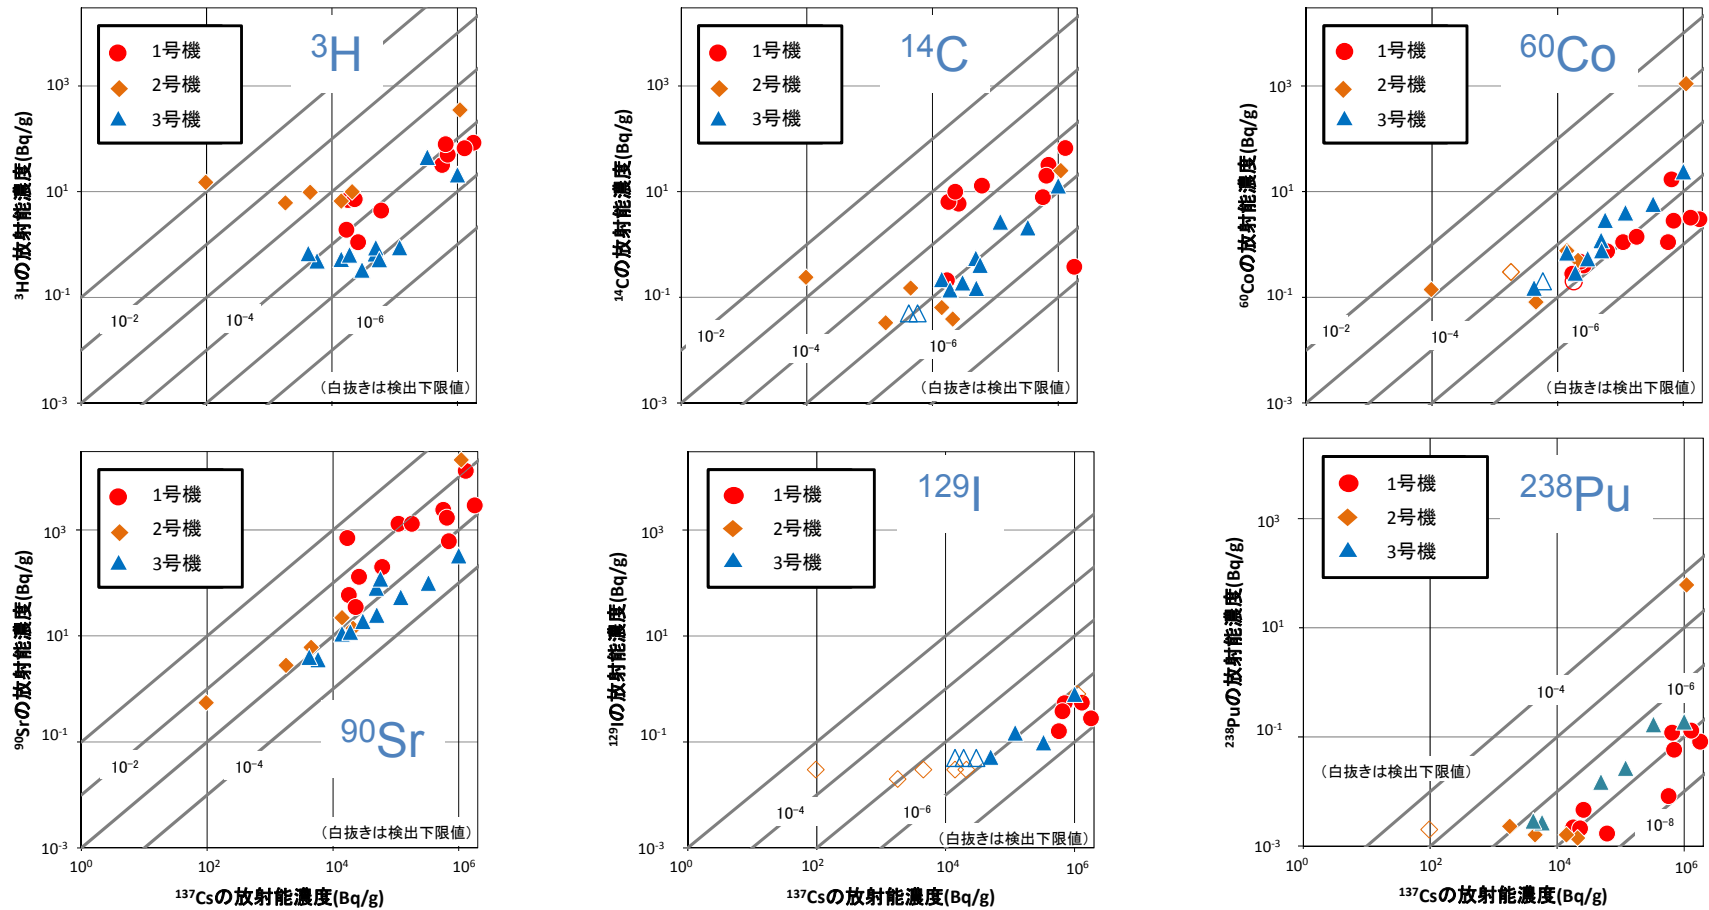 ³H
1号機
2号機
3号機
³Hの放射能濃度(Bq/g)
10³
10¹
10⁻¹
10⁻³
10⁻²
10⁻⁴
10⁻⁶
（白抜きは検出下限値）
¹⁴C
1号機
2号機
3号機
¹⁴Cの放射能濃度(Bq/g)
10³
10¹
10⁻¹
10⁻³
10⁻²
10⁻⁴
10⁻⁶
（白抜きは検出下限値）
⁶⁰Co
1号機
2号機
3号機
⁶⁰Coの放射能濃度(Bq/g)
10³
10¹
10⁻¹
10⁻³
10⁻²
10⁻⁴
10⁻⁶
（白抜きは検出下限値）
1号機
2号機
3号機
⁹⁰Sr
⁹⁰Srの放射能濃度(Bq/g)
10³
10¹
10⁻¹
10⁻³
10⁻²
10⁻⁴
（白抜きは検出下限値）
10⁰
10²
10⁴
10⁶
¹³⁷Csの放射能濃度(Bq/g)
¹²⁹I
1号機
2号機
3号機
¹²⁹Iの放射能濃度(Bq/g)
10³
10¹
10⁻¹
10⁻³
10⁻⁴
10⁻⁶
（白抜きは検出下限値）
10⁰
10²
10⁴
10⁶
¹³⁷Csの放射能濃度(Bq/g)
²³⁸Pu
1号機
2号機
3号機
²³⁸Puの放射能濃度(Bq/g)
10³
10¹
10⁻¹
10⁻³
10⁻⁴
10⁻⁶
（白抜きは検出下限値）
10⁻⁸
10⁰
10²
10⁴
10⁶
¹³⁷Csの放射能濃度(Bq/g)